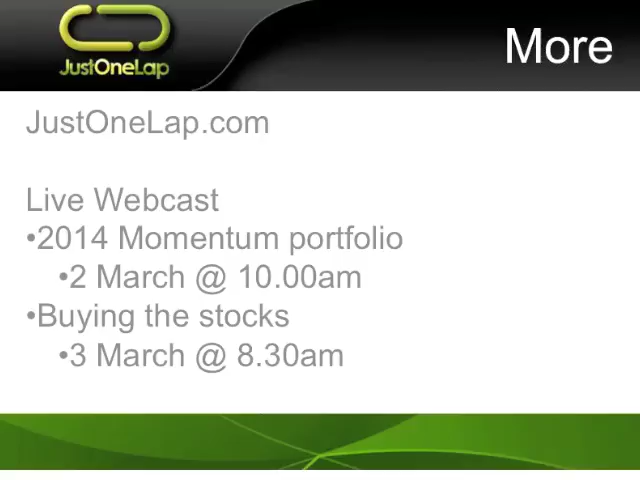 JustOneLap
More
JustOneLap.com
Live Webcast
•2014 Momentum portfolio
•2 March @ 10.00am
•Buying the stocks
•3 March @ 8.30am